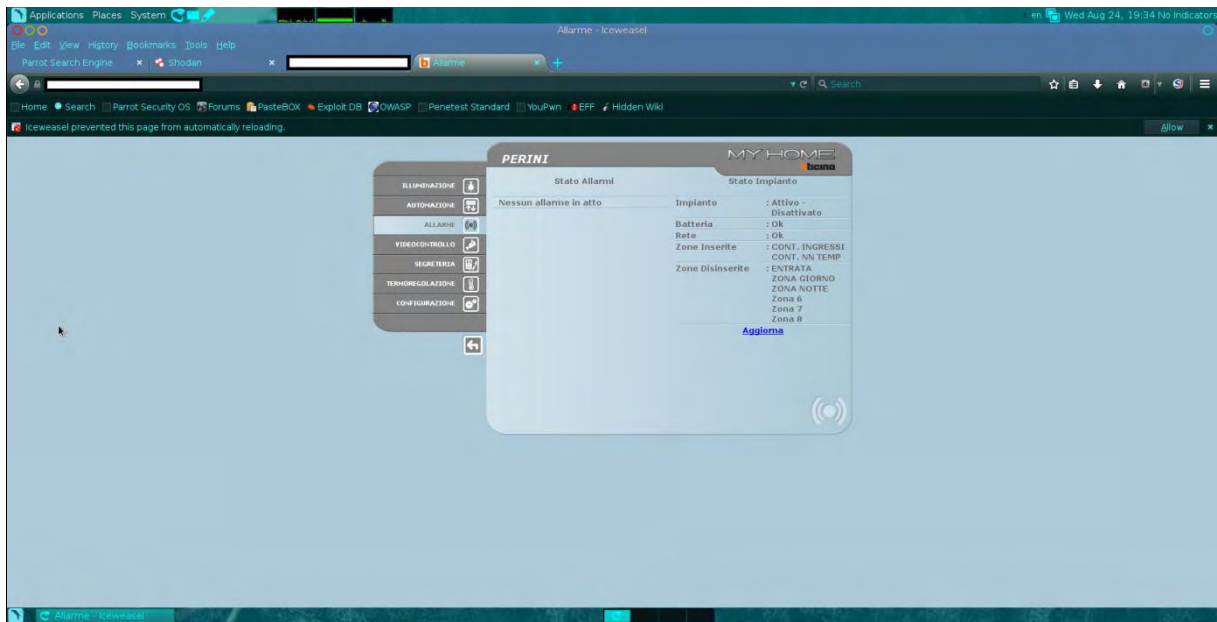 Applications Places System
en Wed Aug 24, 19:34 No Indicators
Allarme - Iceweasel
File Edit View History Bookmarks Tools Help
Parrot Search Engine
Shodan
Allarme
Search
Home Search Parrot Security OS Forums PasteBOX Exploit DB OWASP Penetest Standard YouPwn EFF Hidden Wiki
Iceweasel prevented this page from automatically reloading.
Allow
PERINI
MY HOME
bticino
ILLUMINAZIONE
AUTOMAZIONE
ALLARME
VIDEOCONTROLLO
SEGRETERIA
TERMOREGOLAZIONE
CONFIGURAZIONE
Stato Allarmi
Nessun allarme in atto
Stato Impianto
Impianto : Attivo -
Disattivato
Batteria : Ok
Rete : Ok
Zone Inserite : CONT. INGRESSI
CONT. NN TEMP
Zone Disinserite : ENTRATA
ZONA GIORNO
ZONA NOTTE
Zona 6
Zona 7
Zona 8
Aggiorna
Allarme - Iceweasel